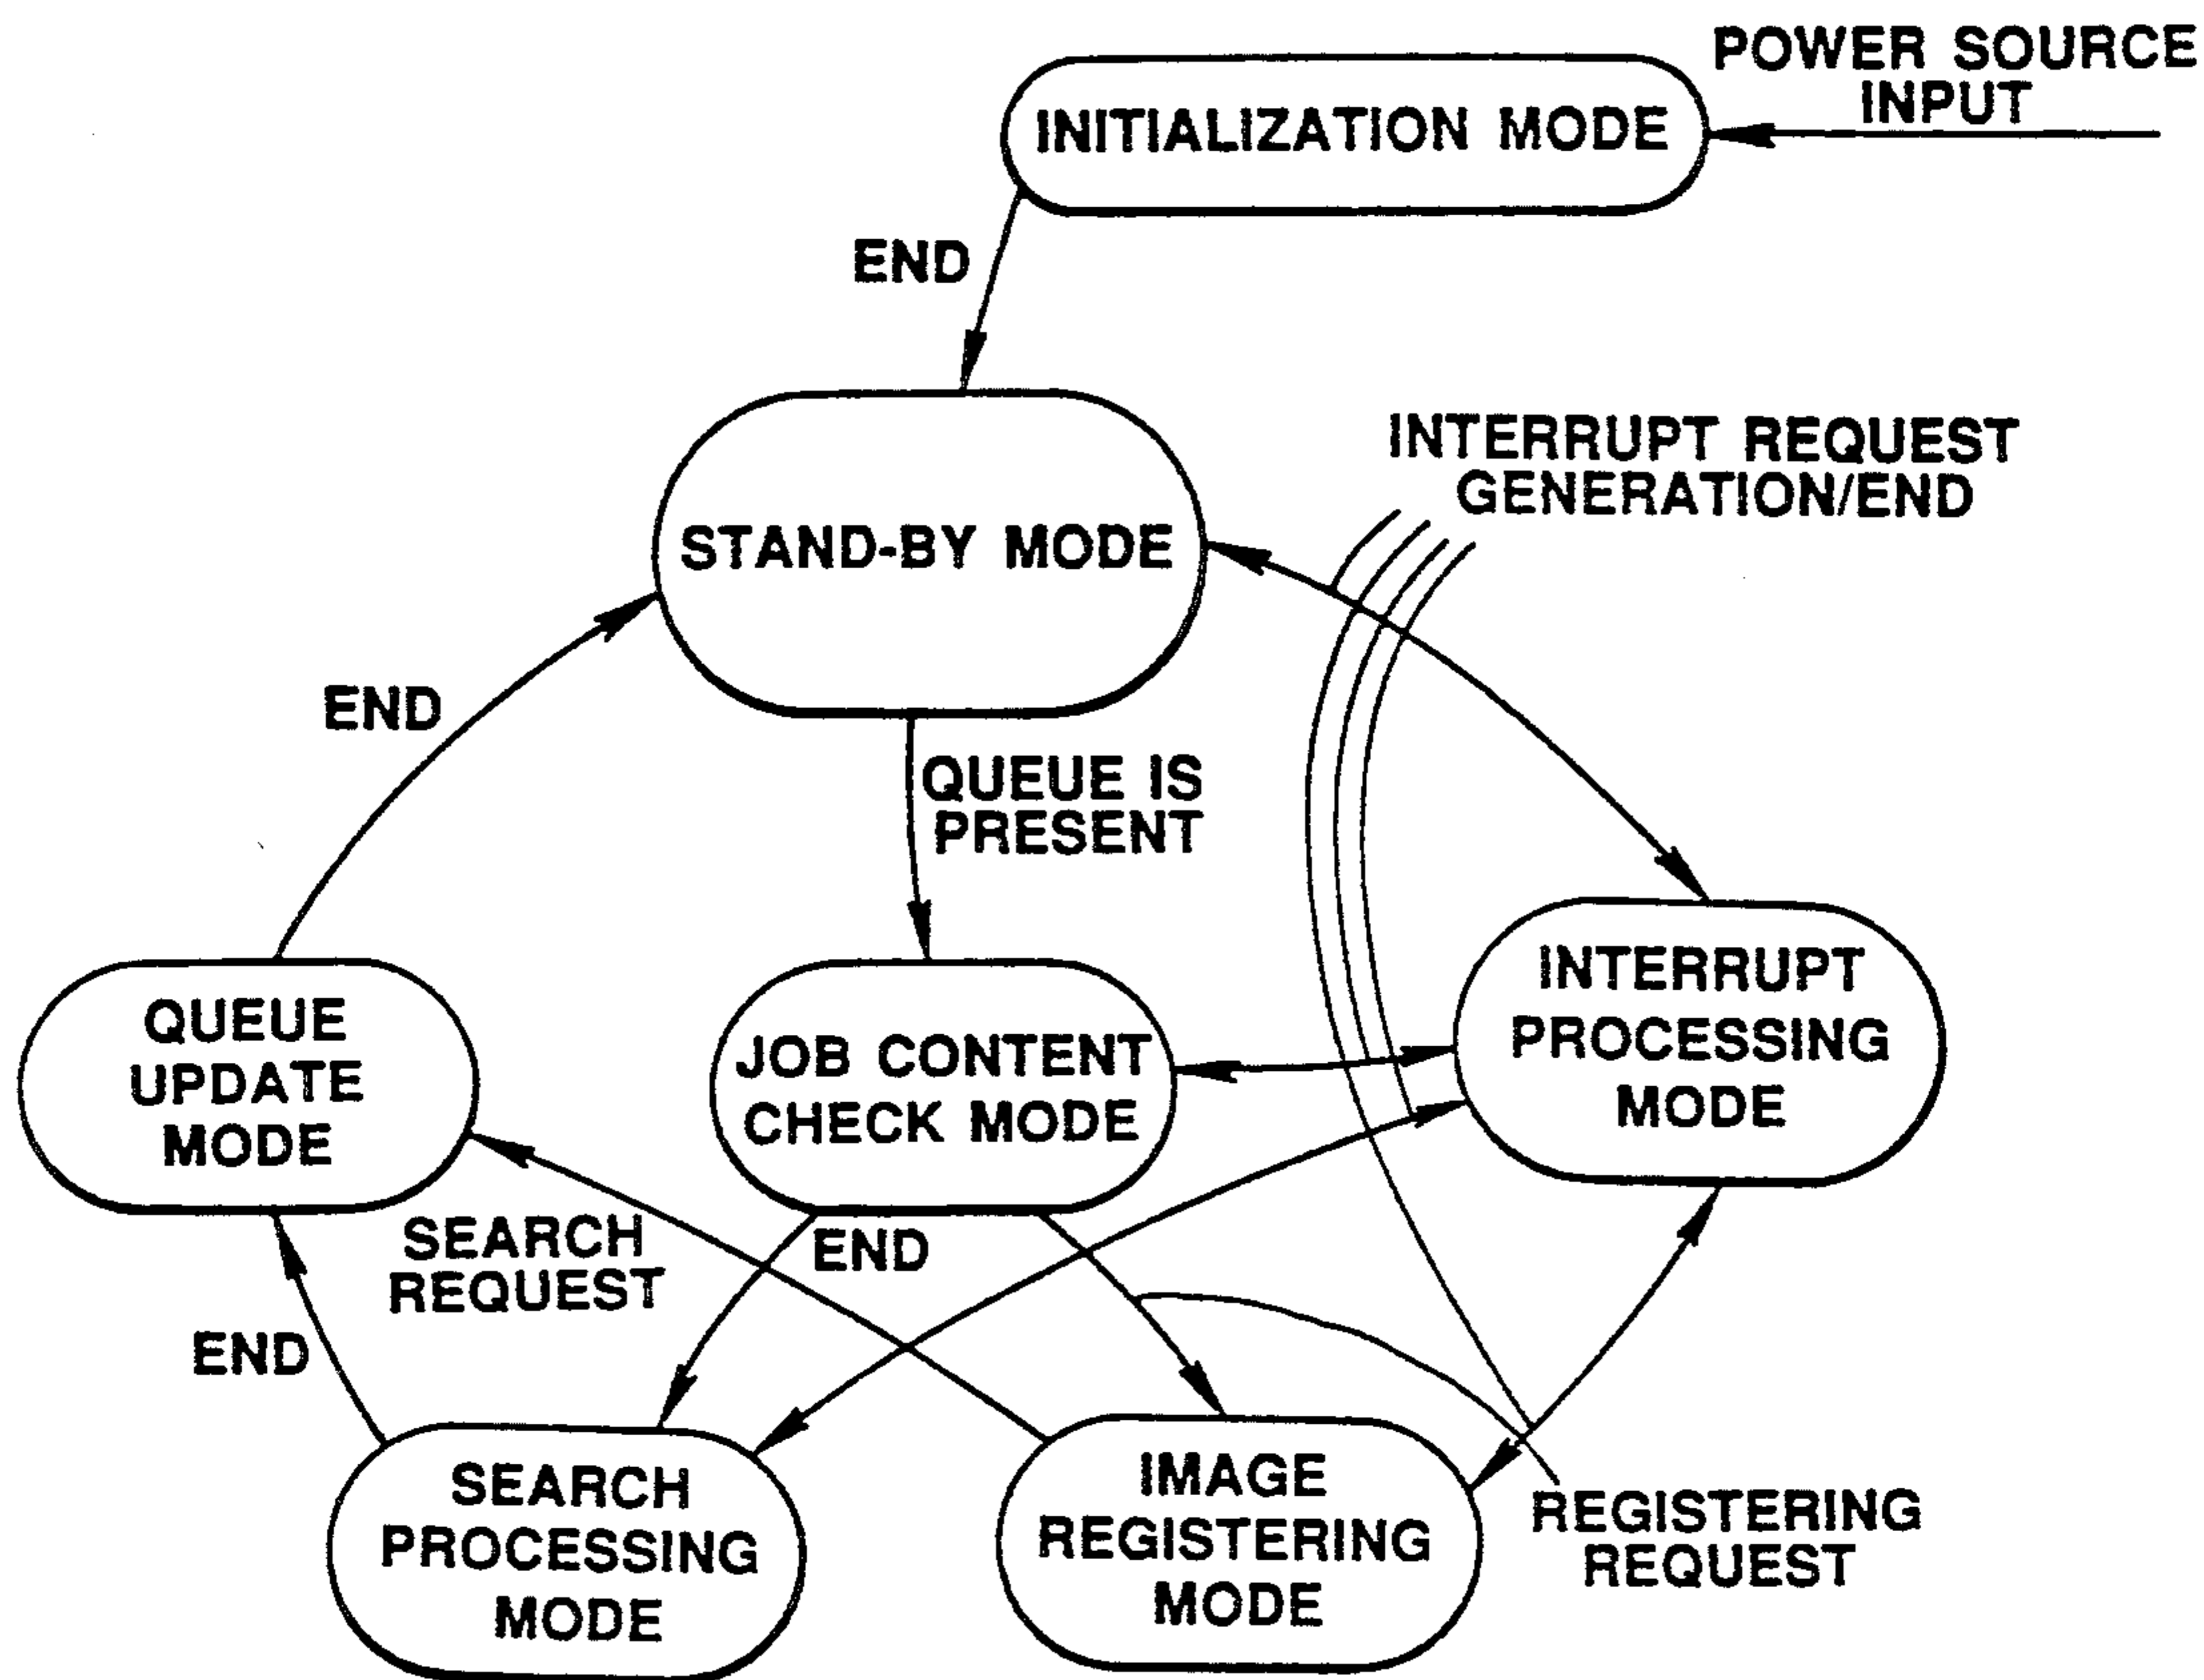 POWER SOURCE
INPUT
INITIALIZATION MODE
END
INTERRUPT REQUEST
GENERATION/END
STAND-BY MODE
END
QUEUE IS
PRESENT
INTERRUPT
PROCESSING
MODE
QUEUE
UPDATE
MODE
JOB CONTENT
CHECK MODE
SEARCH
REQUEST
END
END
SEARCH
PROCESSING
MODE
IMAGE
REGISTERING
MODE
REGISTERING
REQUEST